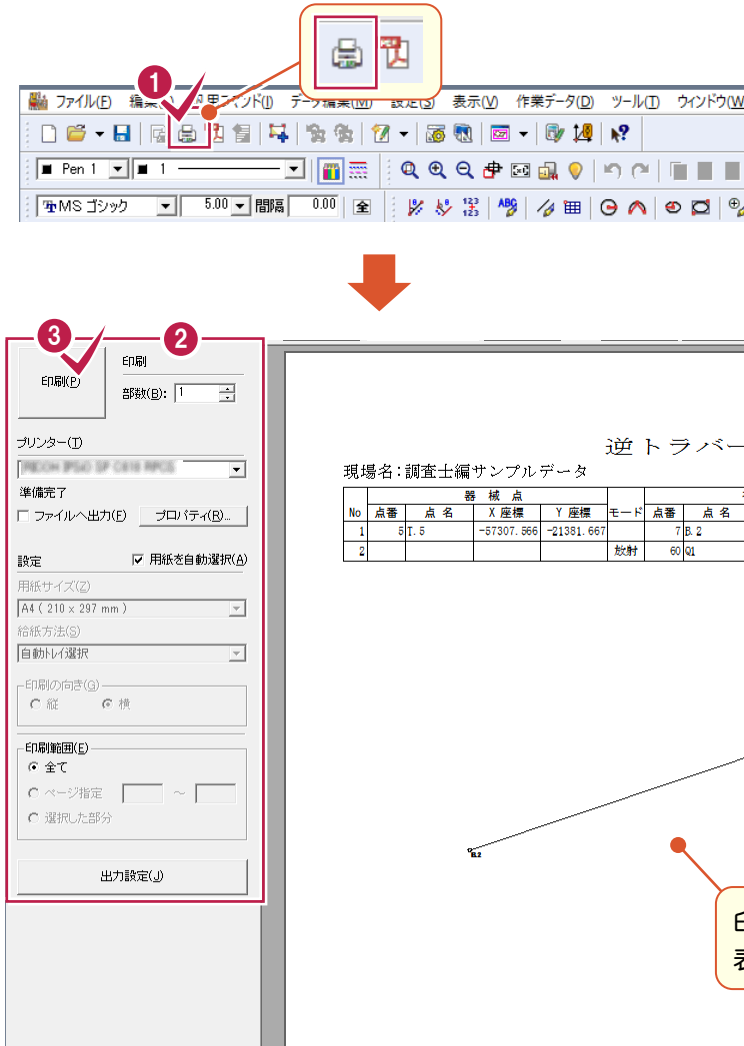 1
ファイル(F) 編集 用コマンド(I) データ編集(M) 設定(S) 表示(V) 作業データ(D) ツール(T) ウィンドウ(W
Pen 1 1
MS ゴシック 5.00 間隔 0.00 全
3 2
印刷(P)
印刷
部数(B): 1
プリンター(T)
準備完了
ファイルへ出力(F) プロパティ(R)...
設定 用紙を自動選択(A)
用紙サイズ(Z)
A4 ( 210 x 297 mm )
給紙方法(S)
自動トレイ選択
印刷の向き(G)
縦 横
印刷範囲(E)
全て
ページ指定 ～
選択した部分
出力設定(J)
逆トラバー
現場名：調査士編サンプルデータ
器 械 点
No 点番 点 名 X 座標 Y 座標 モード 点番 点 名
1 5 T.5 -57307.566 -21381.667 7 B.2
2 放射 60 Q1
B.2